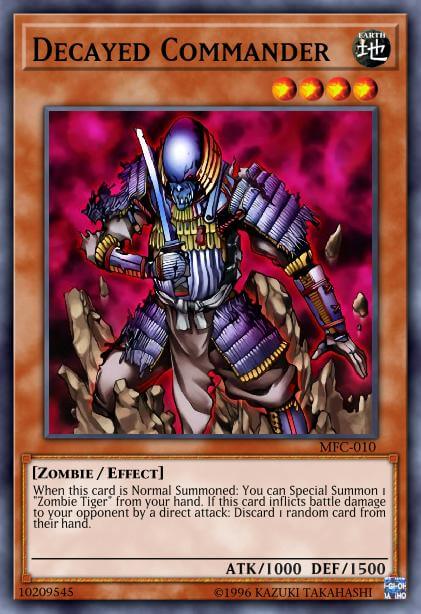 DECAYED COMMANDER
EARTH
地
MFC-010
[ZOMBIE / EFFECT]
When this card is Normal Summoned: You can Special Summon 1
"Zombie Tiger" from your hand. If this card inflicts battle damage
to your opponent by a direct attack: Discard 1 random card from
their hand.
ATK/1000 DEF/1500
10209545
©1996 KAZUKI TAKAHASHI